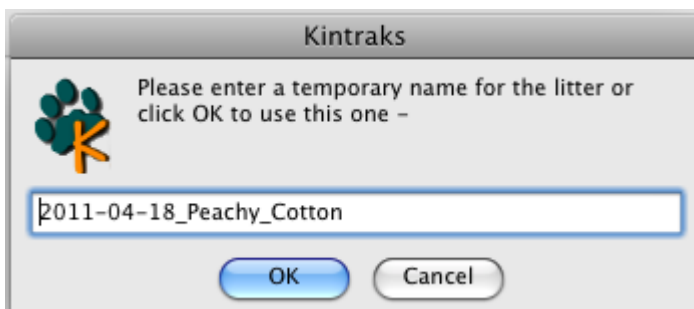 Kintraks
Please enter a temporary name for the litter or
click OK to use this one –
2011-04-18_Peachy_Cotton
OK Cancel